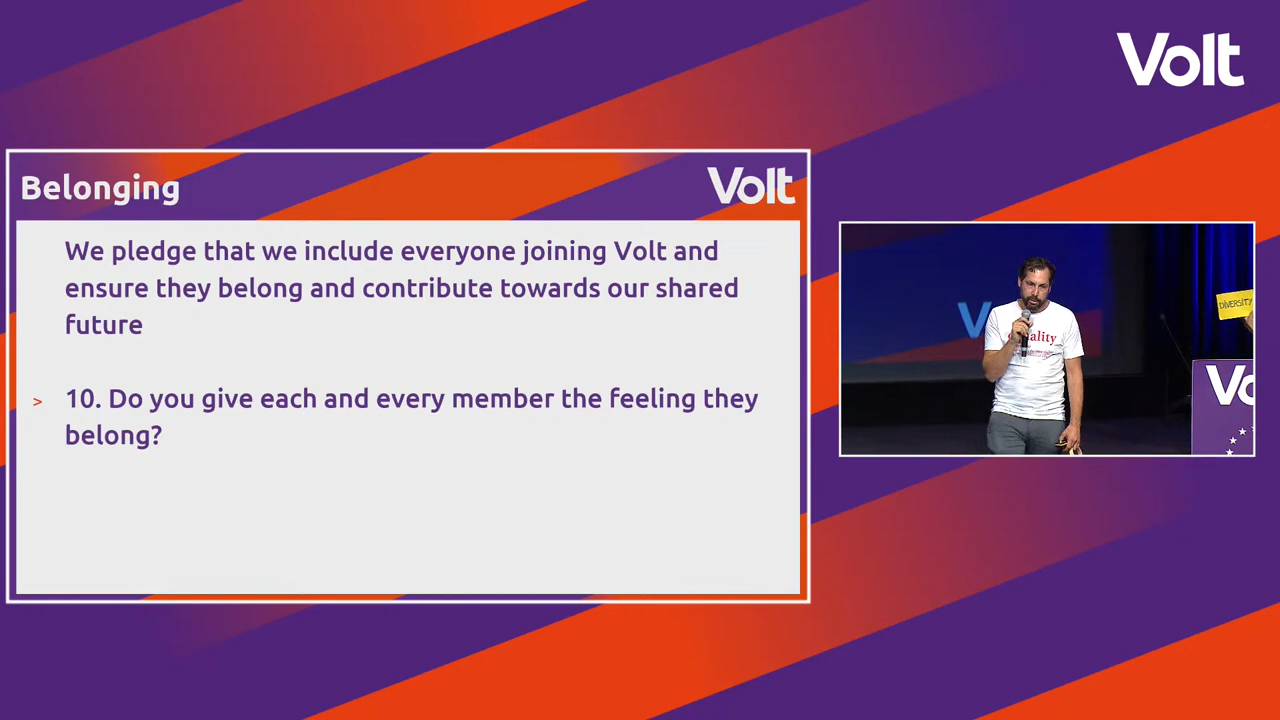 Volt
Belonging
Volt
We pledge that we include everyone joining Volt and
ensure they belong and contribute towards our shared
future
> 10. Do you give each and every member the feeling they
belong?
DIVERSITY